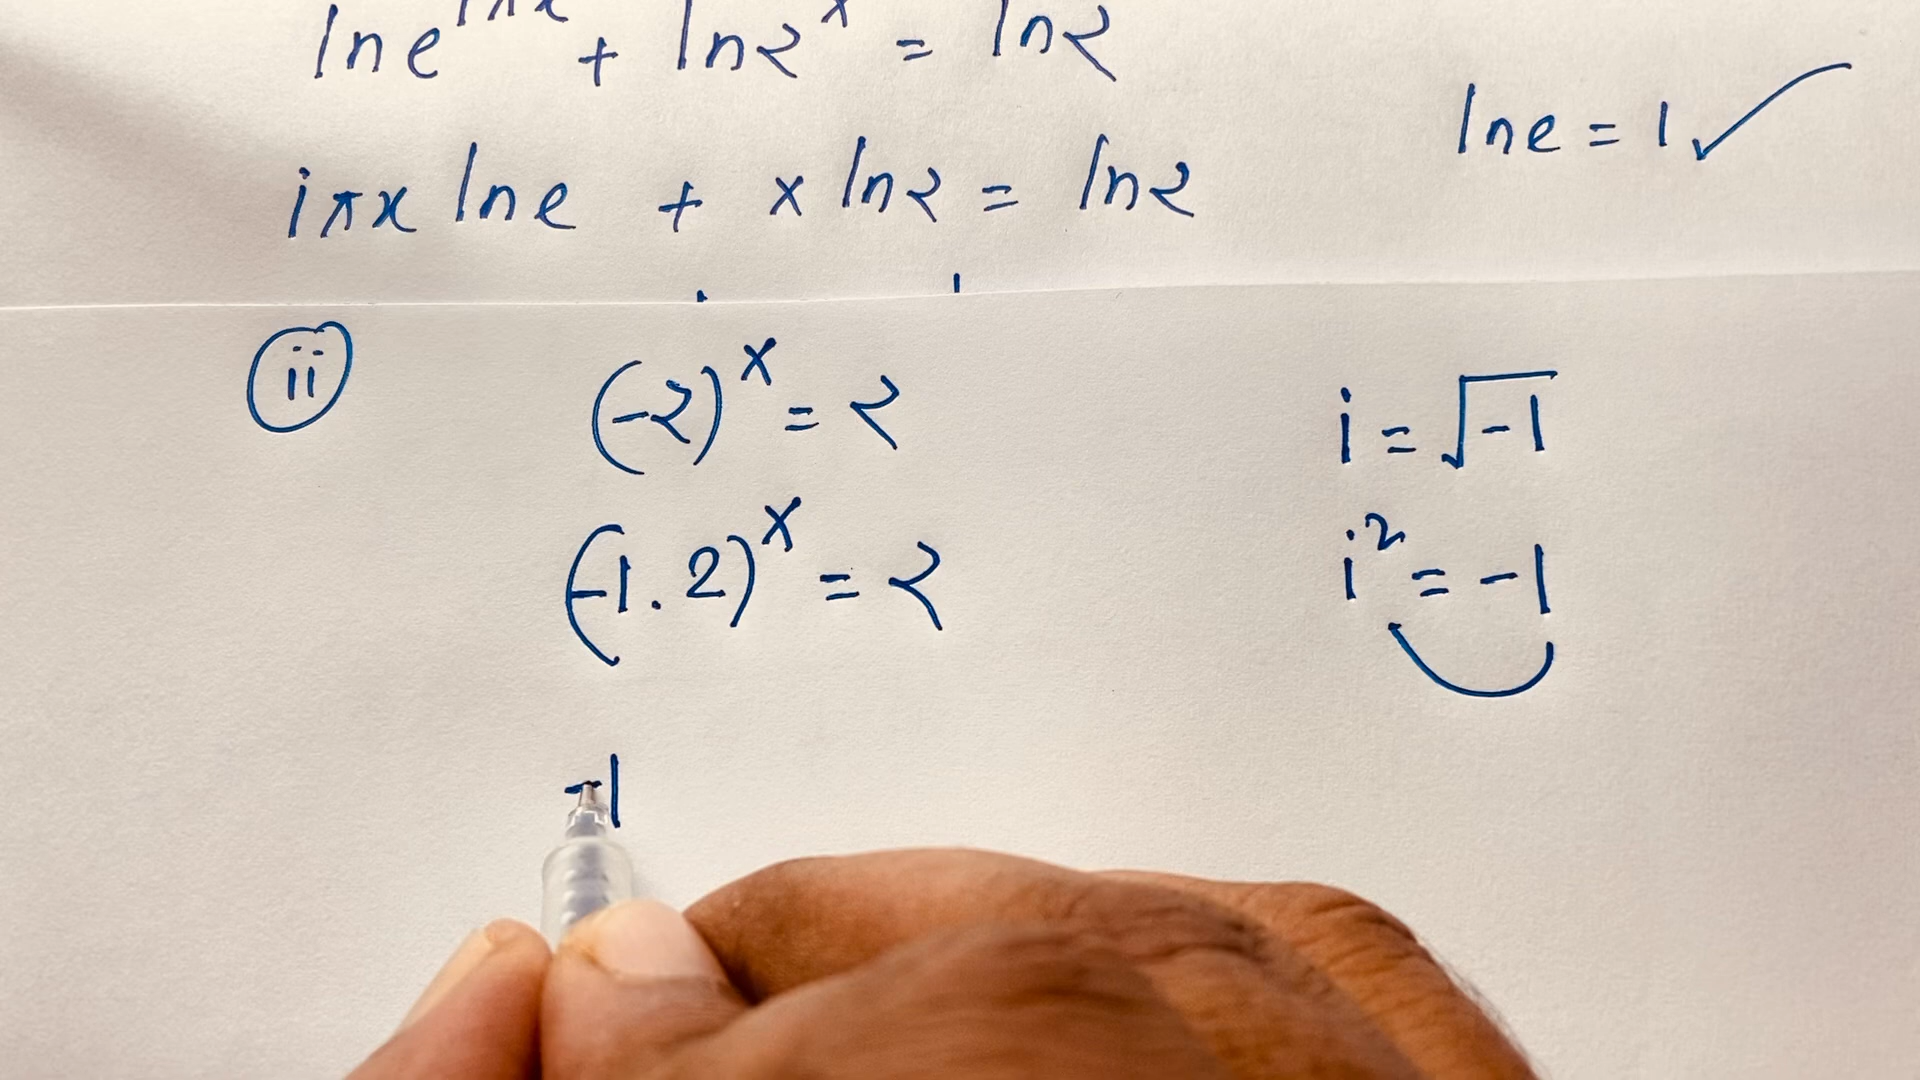 ln e^{iπx} + ln 2^x = ln 2
ln e = 1 ✓
iπx ln e + x ln 2 = ln 2
ii
(-2)^x = 2
i = √-1
(-1 . 2)^x = 2
i² = -1
-1